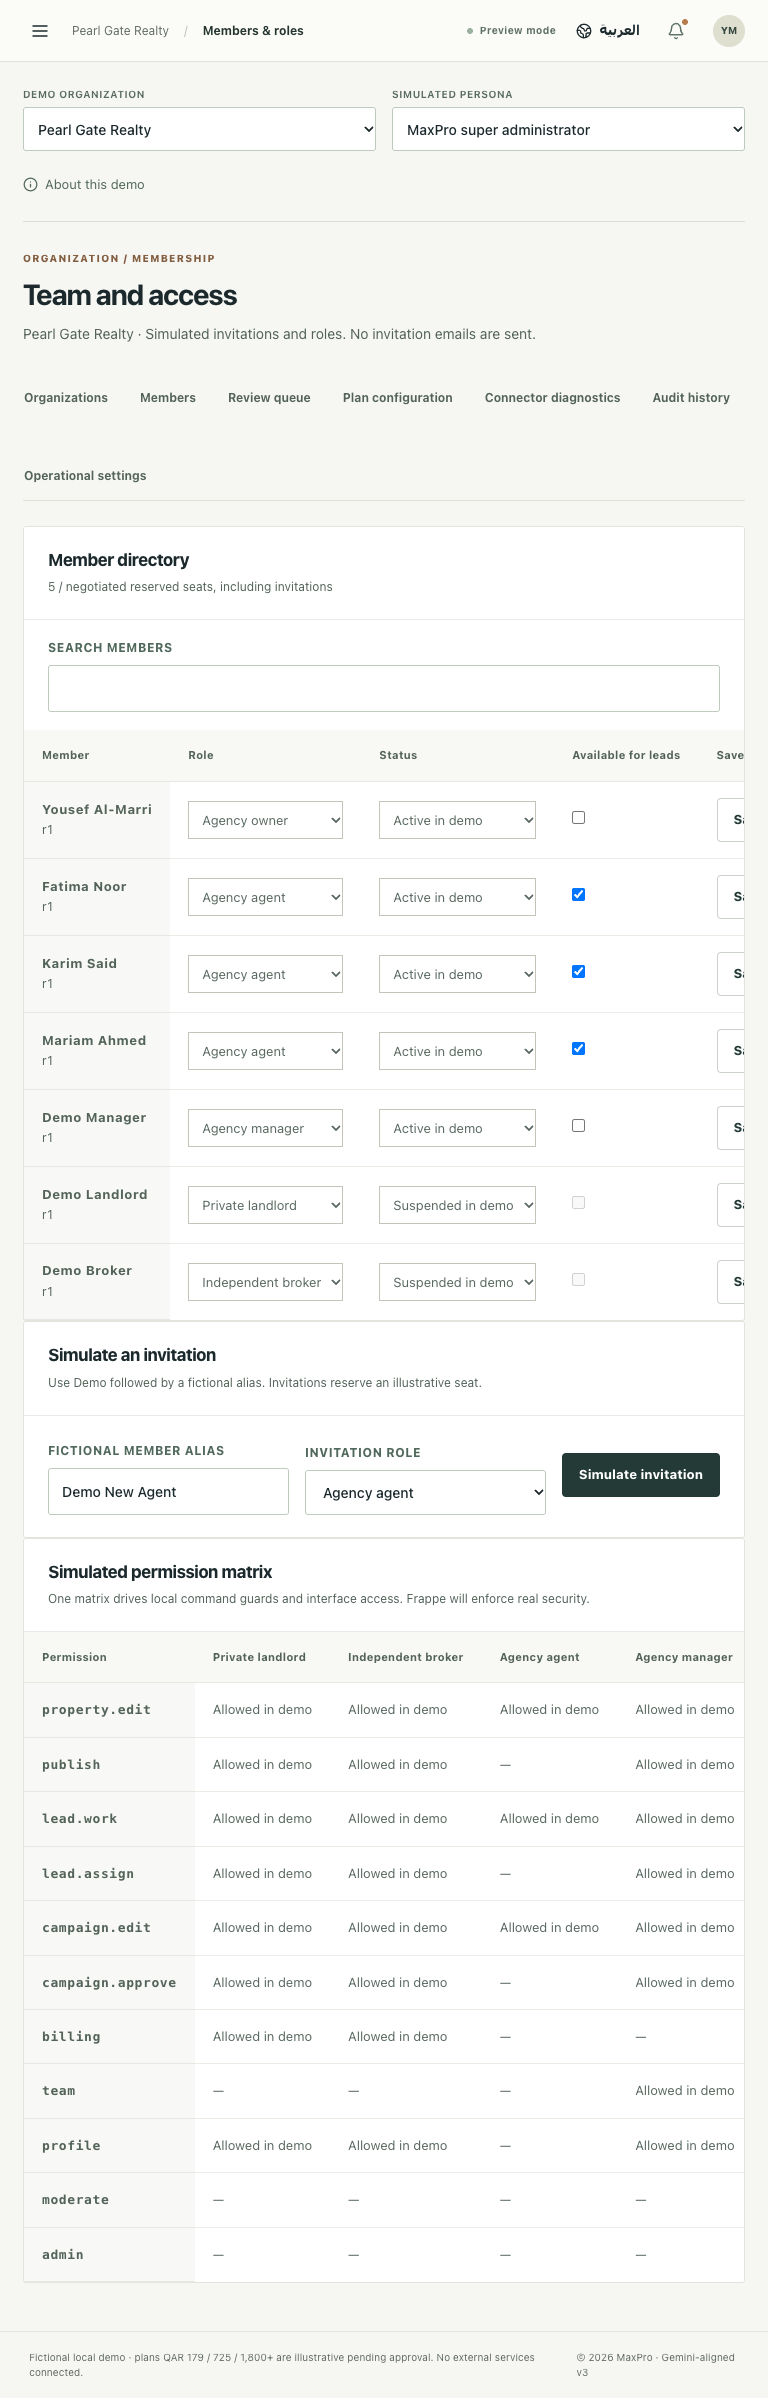 Pearl Gate Realty / Members & roles
Preview mode
العربية
YM
DEMO ORGANIZATION
SIMULATED PERSONA
Pearl Gate Realty
MaxPro super administrator
About this demo
ORGANIZATION / MEMBERSHIP
Team and access
Pearl Gate Realty · Simulated invitations and roles. No invitation emails are sent.
Organizations Members Review queue Plan configuration Connector diagnostics Audit history
Operational settings
Member directory
5 / negotiated reserved seats, including invitations
SEARCH MEMBERS
Member Role Status Available for leads Save
Yousef Al-Marri
r1
Agency owner Active in demo Sa
Fatima Noor
r1
Agency agent Active in demo Sa
Karim Said
r1
Agency agent Active in demo Sa
Mariam Ahmed
r1
Agency agent Active in demo Sa
Demo Manager
r1
Agency manager Active in demo Sa
Demo Landlord
r1
Private landlord Suspended in demo Sa
Demo Broker
r1
Independent broker Suspended in demo Sa
Simulate an invitation
Use Demo followed by a fictional alias. Invitations reserve an illustrative seat.
FICTIONAL MEMBER ALIAS
INVITATION ROLE
Demo New Agent
Agency agent
Simulate invitation
Simulated permission matrix
One matrix drives local command guards and interface access. Frappe will enforce real security.
Permission Private landlord Independent broker Agency agent Agency manager
property.edit Allowed in demo Allowed in demo Allowed in demo Allowed in demo
publish Allowed in demo Allowed in demo — Allowed in demo
lead.work Allowed in demo Allowed in demo Allowed in demo Allowed in demo
lead.assign Allowed in demo Allowed in demo — Allowed in demo
campaign.edit Allowed in demo Allowed in demo Allowed in demo Allowed in demo
campaign.approve Allowed in demo Allowed in demo — Allowed in demo
billing Allowed in demo Allowed in demo — —
team — — — Allowed in demo
profile Allowed in demo Allowed in demo — Allowed in demo
moderate — — — —
admin — — — —
Fictional local demo · plans QAR 179 / 725 / 1,800+ are illustrative pending approval. No external services
connected.
© 2026 MaxPro · Gemini-aligned
v3